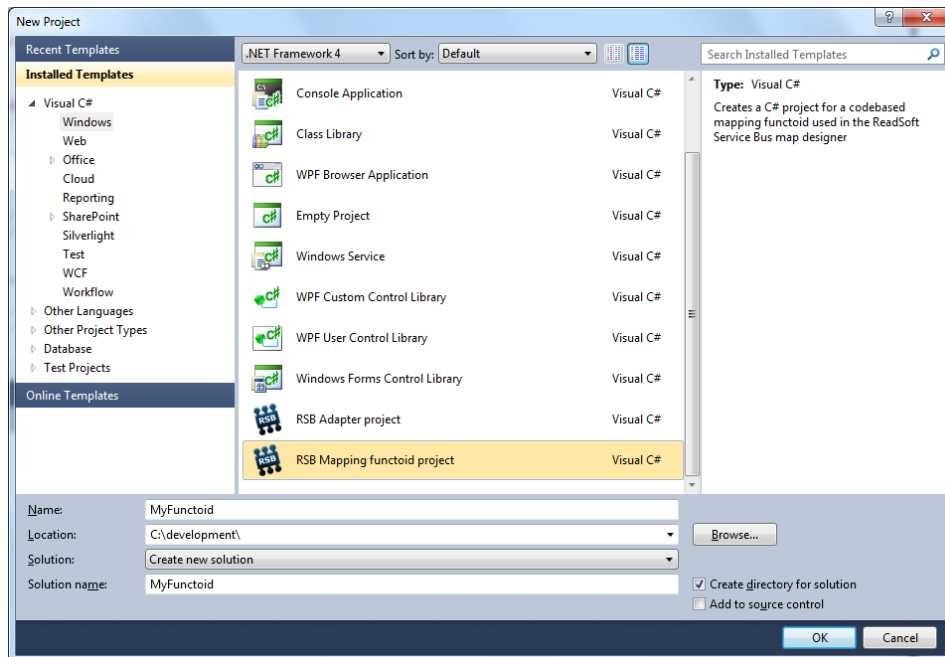 New Project
Recent Templates
Installed Templates
Visual C#
Windows
Web
Office
Cloud
Reporting
SharePoint
Silverlight
Test
WCF
Workflow
Other Languages
Other Project Types
Database
Test Projects
Online Templates
.NET Framework 4 Sort by: Default
Console Application Visual C#
Class Library Visual C#
WPF Browser Application Visual C#
Empty Project Visual C#
Windows Service Visual C#
WPF Custom Control Library Visual C#
WPF User Control Library Visual C#
Windows Forms Control Library Visual C#
RSB Adapter project Visual C#
RSB Mapping functoid project Visual C#
Search Installed Templates
Type: Visual C#
Creates a C# project for a codebased
mapping functoid used in the ReadSoft
Service Bus map designer
Name: MyFunctoid
Location: C:\development\ Browse...
Solution: Create new solution
Solution name: MyFunctoid Create directory for solution
Add to source control
OK Cancel